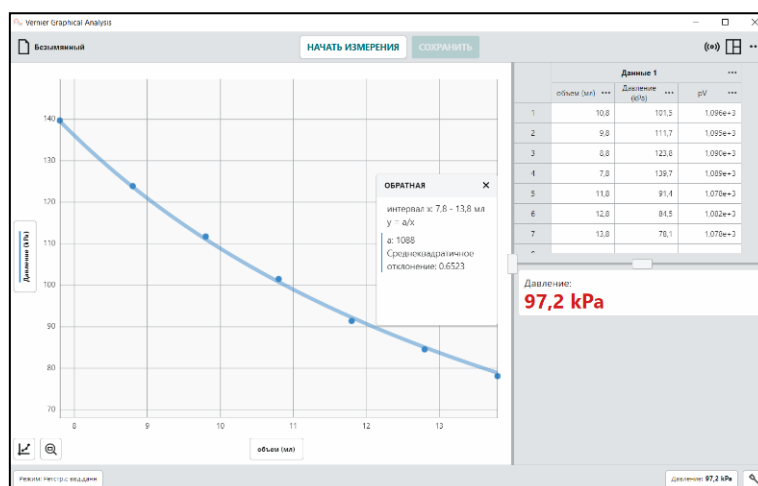 Vernier Graphical Analysis
Безымянный
НАЧАТЬ ИЗМЕРЕНИЯ
СОХРАНИТЬ
Давление (kPa)
140
130
120
110
100
90
80
70
8 9 10 11 12 13
объем (мл)
ОБРАТНАЯ
интервал x: 7,8 - 13,8 мл
y = a/x
a: 1088
Среднеквадратичное
отклонение: 0.6523
Данные 1
объем (мл) Давление (kPa) pV
1 10,8 101,5 1,096e+3
2 9,8 111,7 1,095e+3
3 8,8 123,8 1,090e+3
4 7,8 139,7 1,089e+3
5 11,8 91,4 1,078e+3
6 12,8 84,5 1,082e+3
7 13,8 78,1 1,078e+3
Давление:
97,2 kPa
Давление: 97,2 kPa